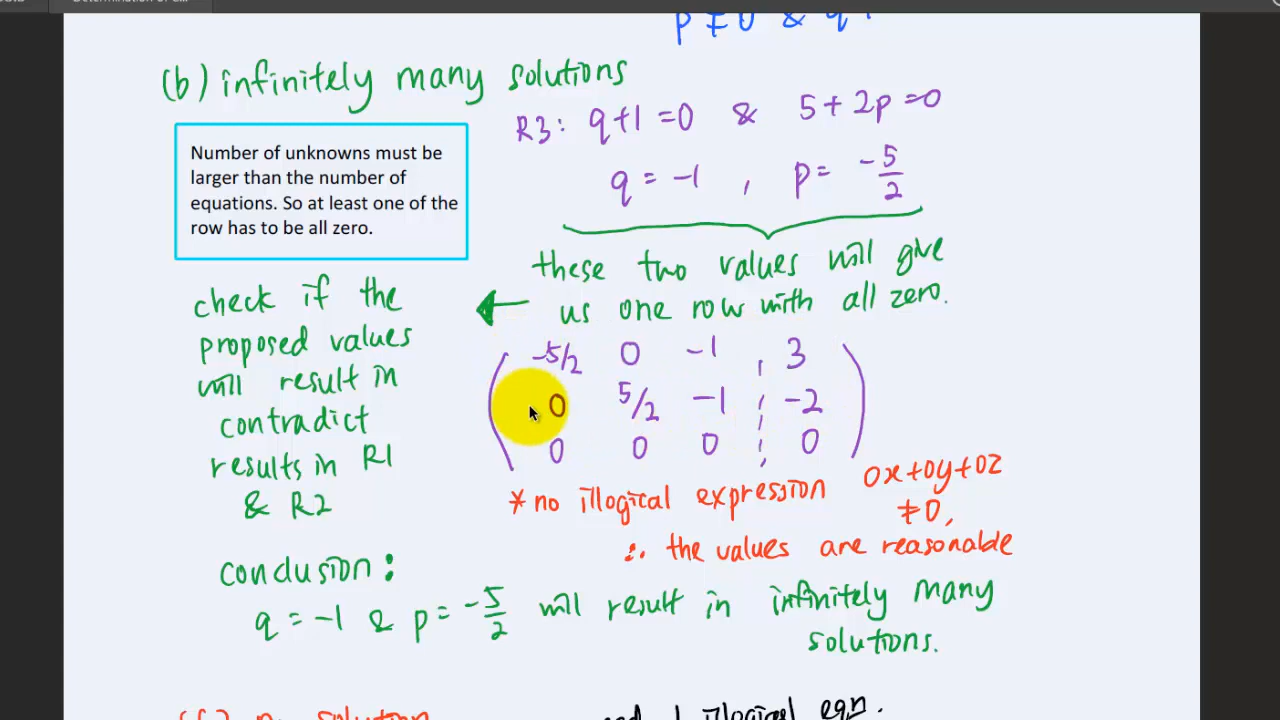 p ≠ 0 & q
(b) infinitely many solutions
Number of unknowns must be
larger than the number of
equations. So at least one of the
row has to be all zero.
R3: q+1 =0 & 5+2p=0
q = -1 , p= -5/2
these two values will give
us one row with all zero.
check if the
proposed values
will result in
contradict
results in R1
& R2
-5/2 0 -1 3
0 5/2 -1 -2
0 0 0 0
*no illogical expression 0x+0y+0z
≠0,
∴ the values are reasonable
conclusion:
q = -1 & p = -5/2 will result in infinitely many
solutions.
solution
illogical eqn.